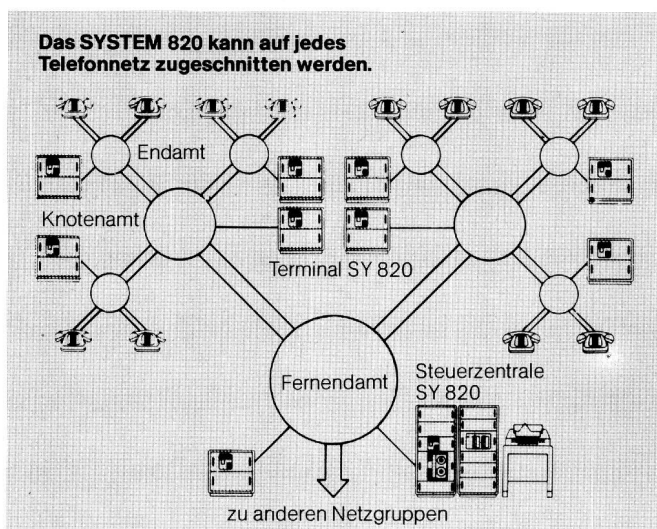 Das SYSTEM 820 kann auf jedes
Telefonnetz zugeschnitten werden.
Endamt
Knotenamt
Terminal SY 820
Fernendamt
Steuerzentrale
SY 820
zu anderen Netzgruppen